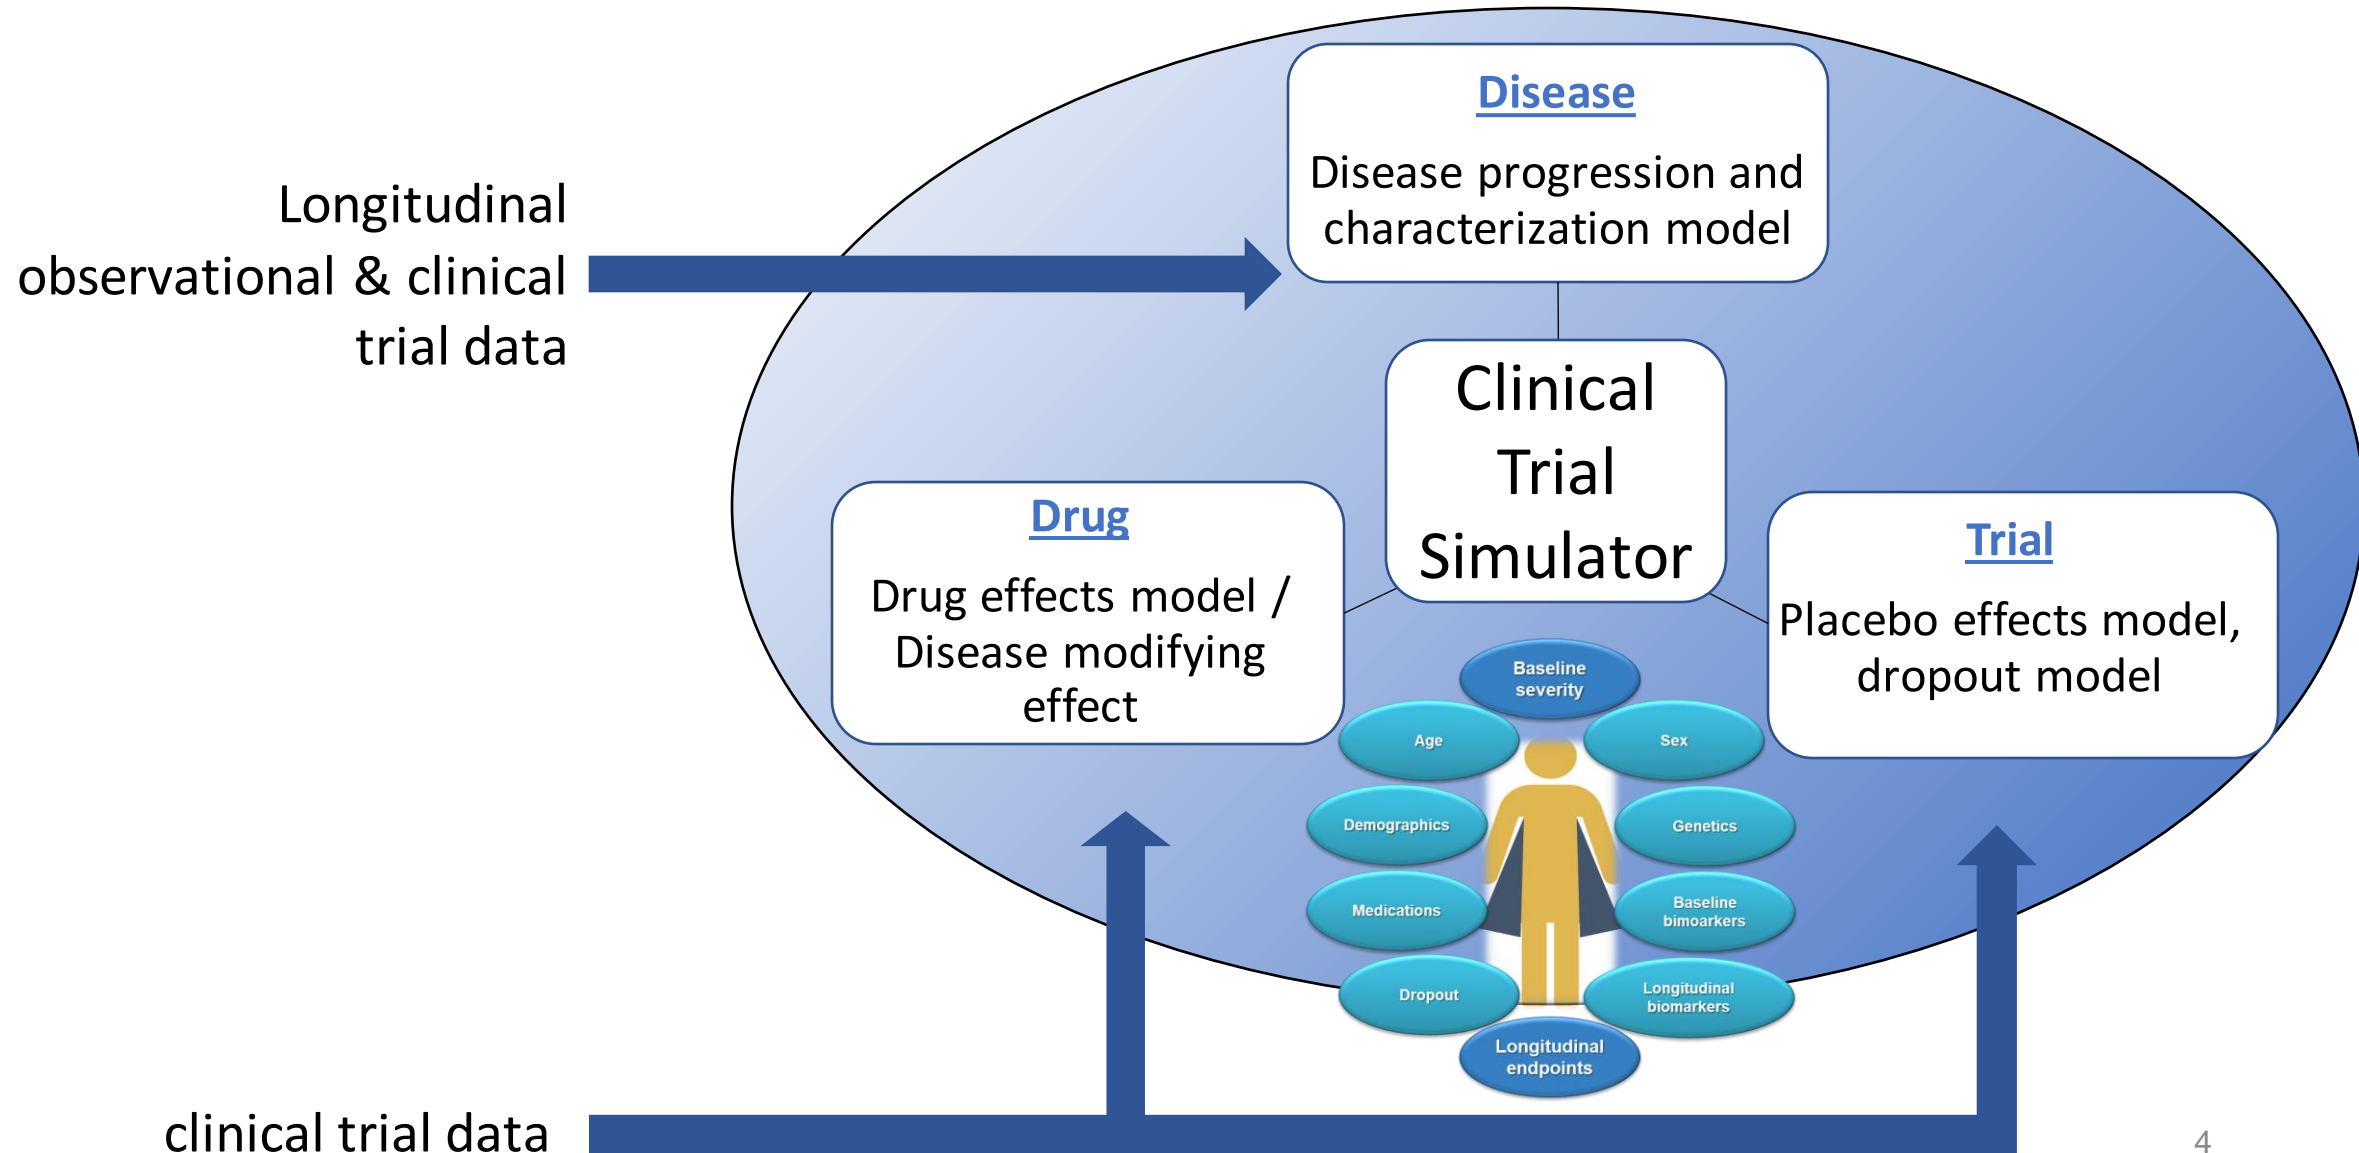 Disease
Disease progression and
characterization model
Longitudinal
observational & clinical
trial data
Clinical
Trial
Simulator
Drug
Drug effects model /
Disease modifying
effect
Trial
Placebo effects model,
dropout model
Baseline
severity
Age
Sex
Demographics
Genetics
Medications
Baseline
bimoarkers
Dropout
Longitudinal
biomarkers
Longitudinal
endpoints
clinical trial data
4